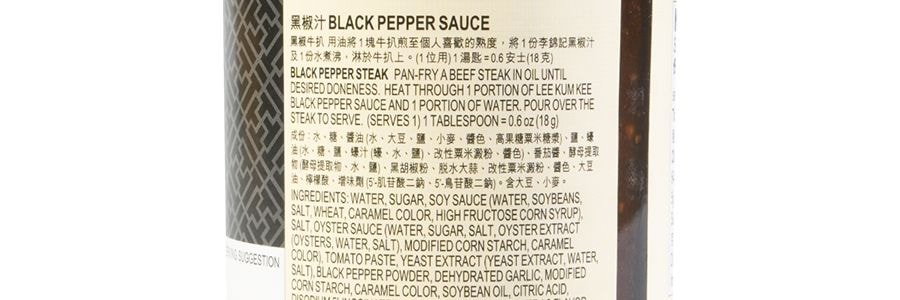 黑椒汁 BLACK PEPPER SAUCE
黑椒牛扒 用油將1塊牛扒煎至個人喜歡的熟度，將1份李錦記黑椒汁
及1份水煮沸，淋於牛扒上。(1位用) 1湯匙=0.6安士(18克)
BLACK PEPPER STEAK PAN-FRY A BEEF STEAK IN OIL UNTIL
DESIRED DONENESS. HEAT THROUGH 1 PORTION OF LEE KUM KEE
BLACK PEPPER SAUCE AND 1 PORTION OF WATER. POUR OVER THE
STEAK TO SERVE. (SERVES 1) 1 TABLESPOON = 0.6 oz (18 g)
成份：水、糖、醬油 (水、大豆、鹽、小麥、醬色、高果糖粟米糖漿)、鹽、蠔
油 (水、糖、鹽、蠔汁 (蠔、水、鹽)、改性粟米澱粉、醬色)、番茄醬、酵母提取
物 (酵母提取物、水、鹽)、黑胡椒粉、脫水大蒜、改性粟米澱粉、醬色、大豆
油、檸檬酸、增味劑 (5'-肌苷酸二鈉、5'-鳥苷酸二鈉)。含大豆、小麥。
INGREDIENTS: WATER, SUGAR, SOY SAUCE (WATER, SOYBEANS,
SALT, WHEAT, CARAMEL COLOR, HIGH FRUCTOSE CORN SYRUP),
SALT, OYSTER SAUCE (WATER, SUGAR, SALT, OYSTER EXTRACT
(OYSTERS, WATER, SALT), MODIFIED CORN STARCH, CARAMEL
COLOR), TOMATO PASTE, YEAST EXTRACT (YEAST EXTRACT, WATER,
SALT), BLACK PEPPER POWDER, DEHYDRATED GARLIC, MODIFIED
CORN STARCH, CARAMEL COLOR, SOYBEAN OIL, CITRIC ACID,
SUGGESTION